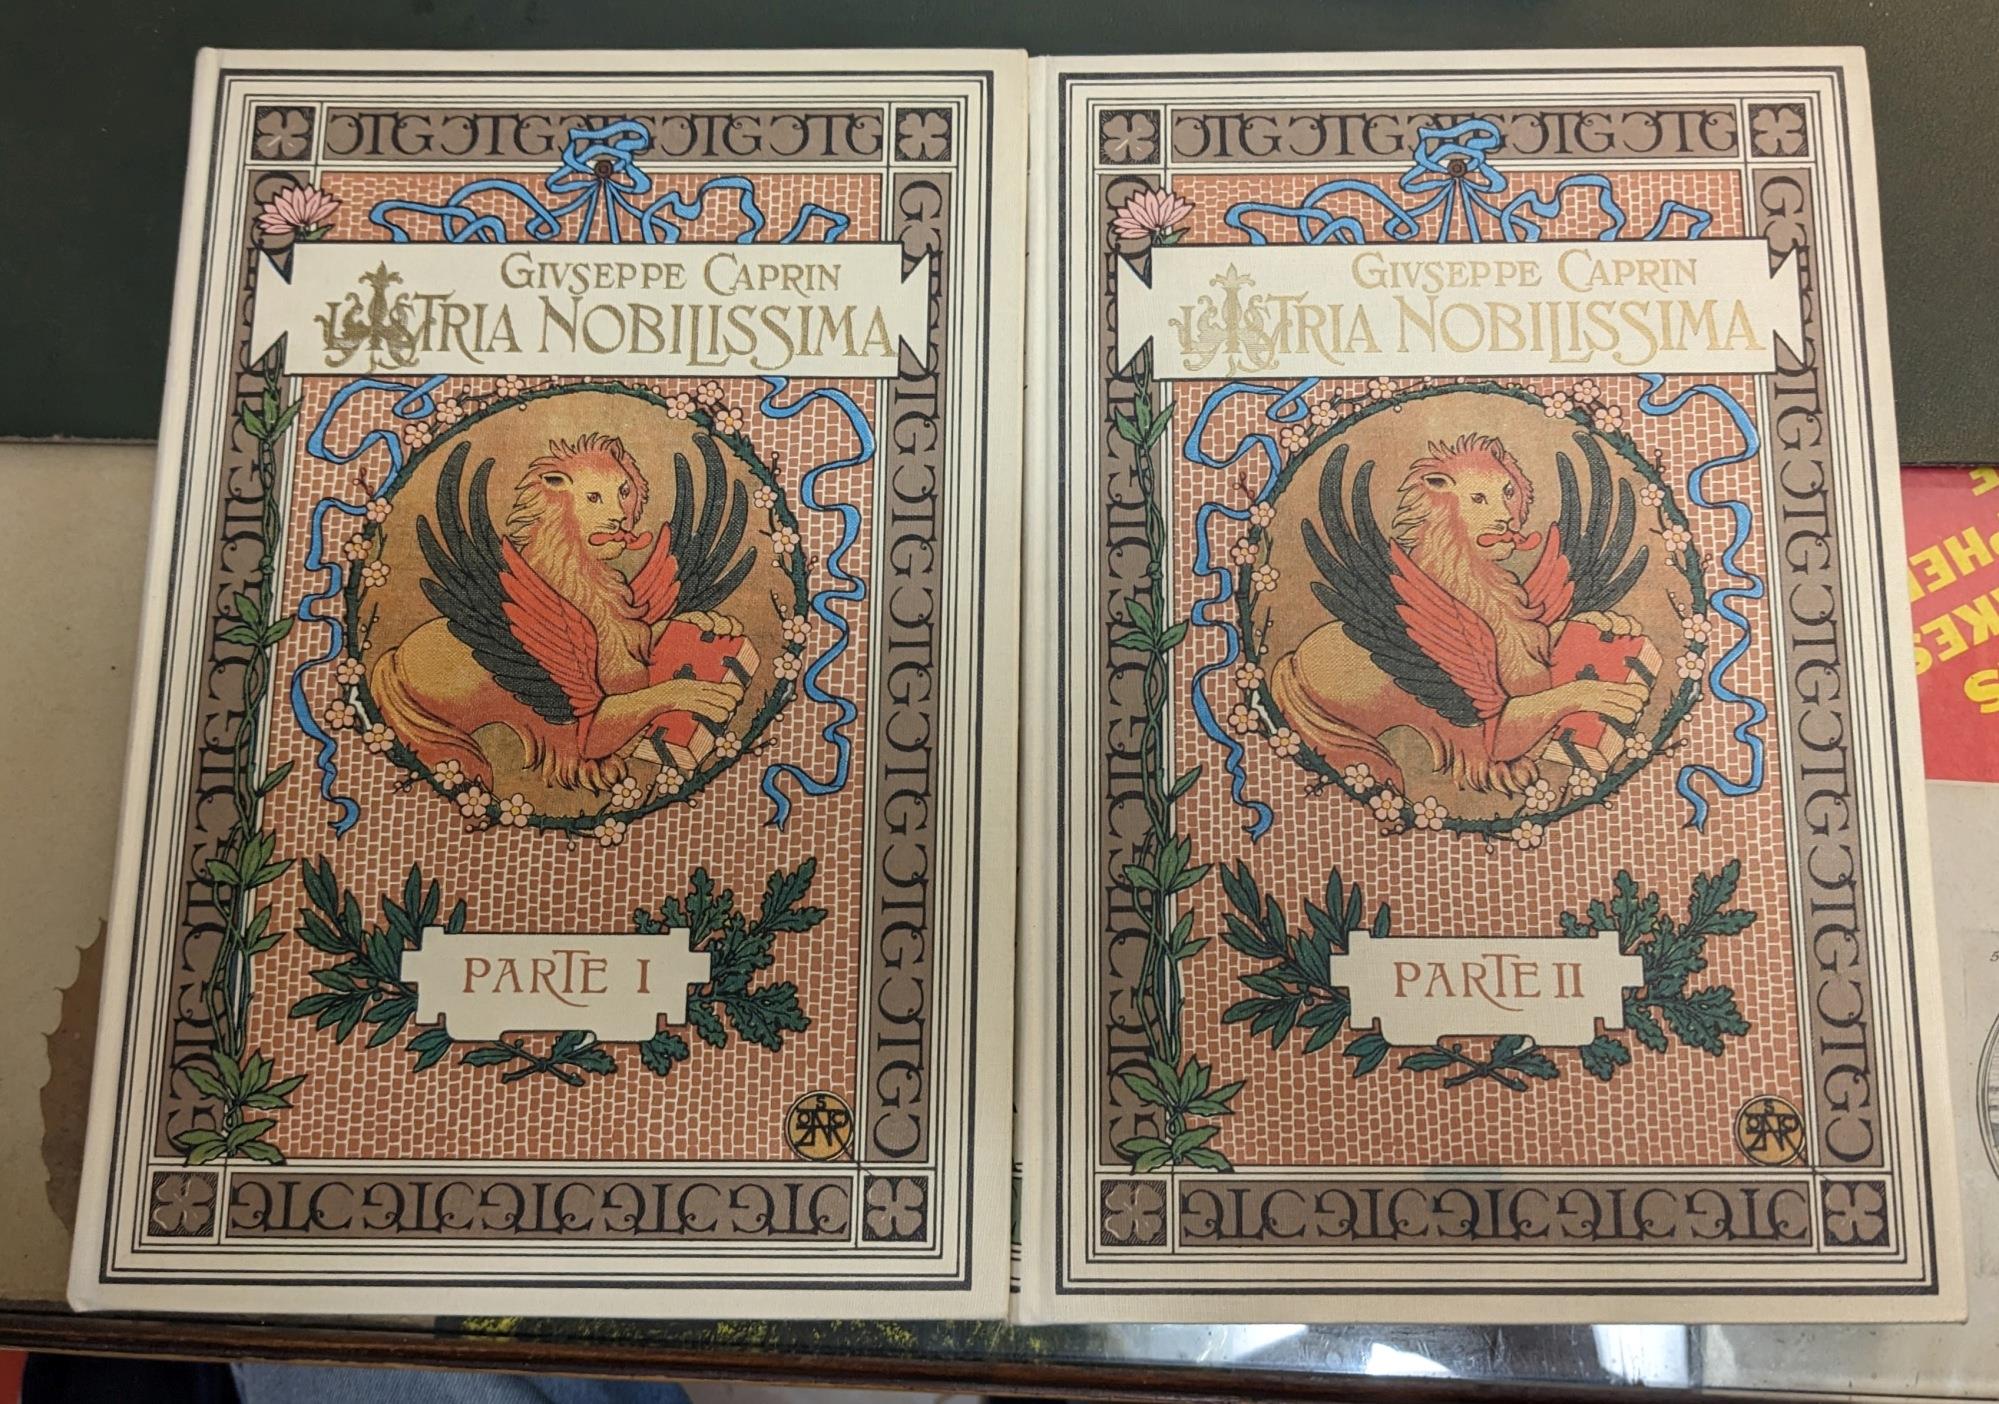 GIVSEPPE CAPRIN
ISTRIA NOBILISSIMA
PARTE I
GIVSEPPE CAPRIN
ISTRIA NOBILISSIMA
PARTE II